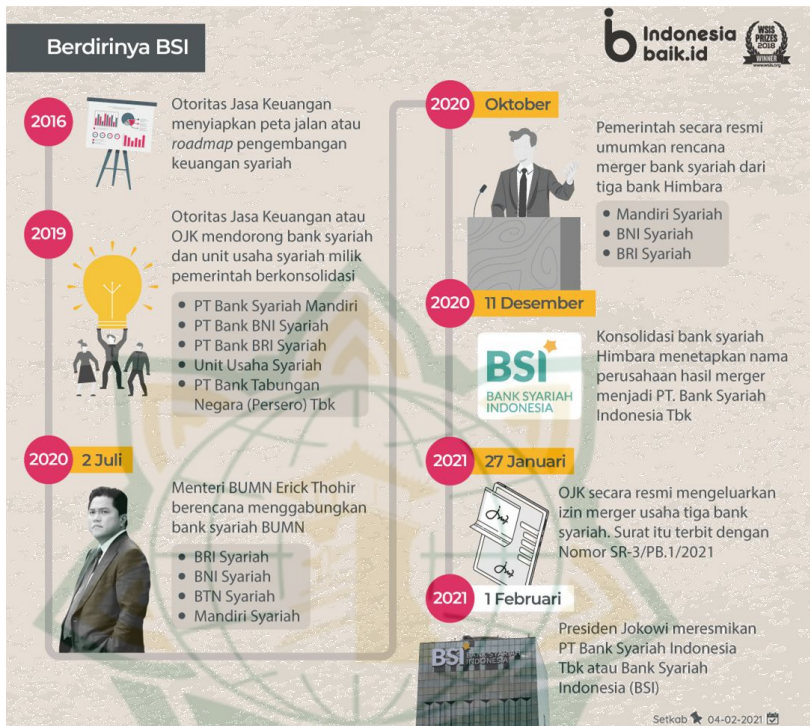 Berdirinya BSI
Indonesia
baik.id
WSIS
PRIZES
2018
WINNER
www.wsis.org
2016
Otoritas Jasa Keuangan
menyiapkan peta jalan atau
roadmap pengembangan
keuangan syariah
2019
Otoritas Jasa Keuangan atau
OJK mendorong bank syariah
dan unit usaha syariah milik
pemerintah berkonsolidasi
• PT Bank Syariah Mandiri
• PT Bank BNI Syariah
• PT Bank BRI Syariah
• Unit Usaha Syariah
• PT Bank Tabungan
Negara (Persero) Tbk
2020 2 Juli
Menteri BUMN Erick Thohir
berencana menggabungkan
bank syariah BUMN
• BRI Syariah
• BNI Syariah
• BTN Syariah
• Mandiri Syariah
2020 Oktober
Pemerintah secara resmi
umumkan rencana
merger bank syariah dari
tiga bank Himbara
• Mandiri Syariah
• BNI Syariah
• BRI Syariah
2020 11 Desember
BSI
BANK SYARIAH
INDONESIA
Konsolidasi bank syariah
Himbara menetapkan nama
perusahaan hasil merger
menjadi PT. Bank Syariah
Indonesia Tbk
2021 27 Januari
OJK secara resmi mengeluarkan
izin merger usaha tiga bank
syariah. Surat itu terbit dengan
Nomor SR-3/PB.1/2021
2021 1 Februari
BSI BANK SYARIAH
INDONESIA
Presiden Jokowi meresmikan
PT Bank Syariah Indonesia
Tbk atau Bank Syariah
Indonesia (BSI)
Setkab 04-02-2021